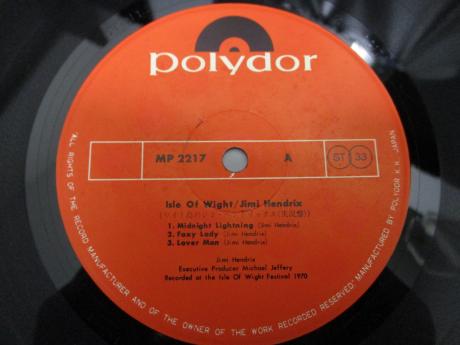 polydor
MP 2217 A ST 33
Isle Of Wight/Jimi Hendrix
1. Midnight Lightning (Jimi Hendrix)
2. Foxy Lady (Jimi Hendrix)
3. Lover Man (Jimi Hendrix)
Jimi Hendrix
Executive Producer Michael Jeffery
Recorded at the Isle Of Wight Festival 1970
"ALL RIGHTS OF THE RECORD MANUFACTURER AND OF THE OWNER OF THE WORK RECORDED RESERVED" MANUFACTURED BY POLYDOR K.K. JAPAN